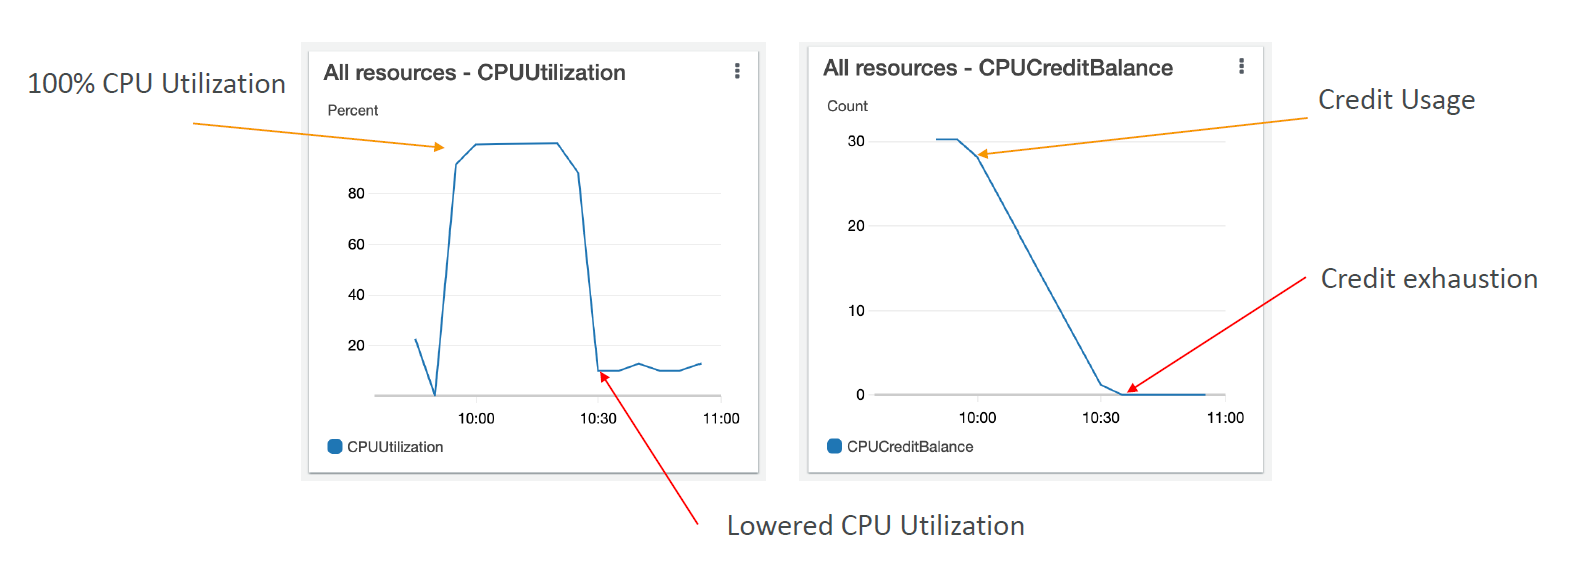 100% CPU Utilization
All resources - CPUUtilization
Percent
80
60
40
20
10:00
10:30
11:00
CPUUtilization
Lowered CPU Utilization
All resources - CPUCreditBalance
Count
30
20
10
0
10:00
10:30
11:00
CPUCreditBalance
Credit Usage
Credit exhaustion